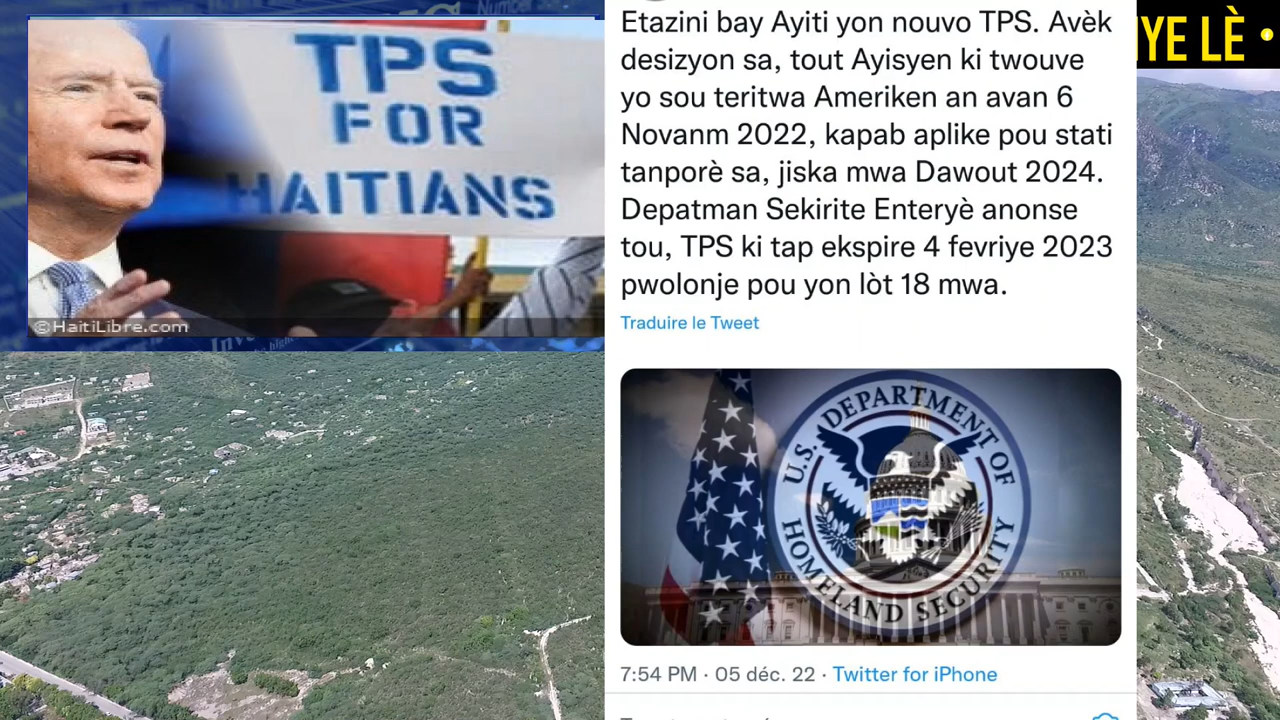 TPS
FOR
HAITIANS
©HaitiLibre.com
Etazini bay Ayiti yon nouvo TPS. Avèk
desizyon sa, tout Ayisyen ki twouve
yo sou teritwa Ameriken an avan 6
Novanm 2022, kapab aplike pou stati
tanporè sa, jiska mwa Dawout 2024.
Depatman Sekirite Enteryè anonse
tou, TPS ki tap ekspire 4 fevriye 2023
pwolonje pou yon lòt 18 mwa.
Traduire le Tweet
U.S. DEPARTMENT OF
HOMELAND SECURITY
7:54 PM · 05 déc. 22 · Twitter for iPhone
YE LÈ •